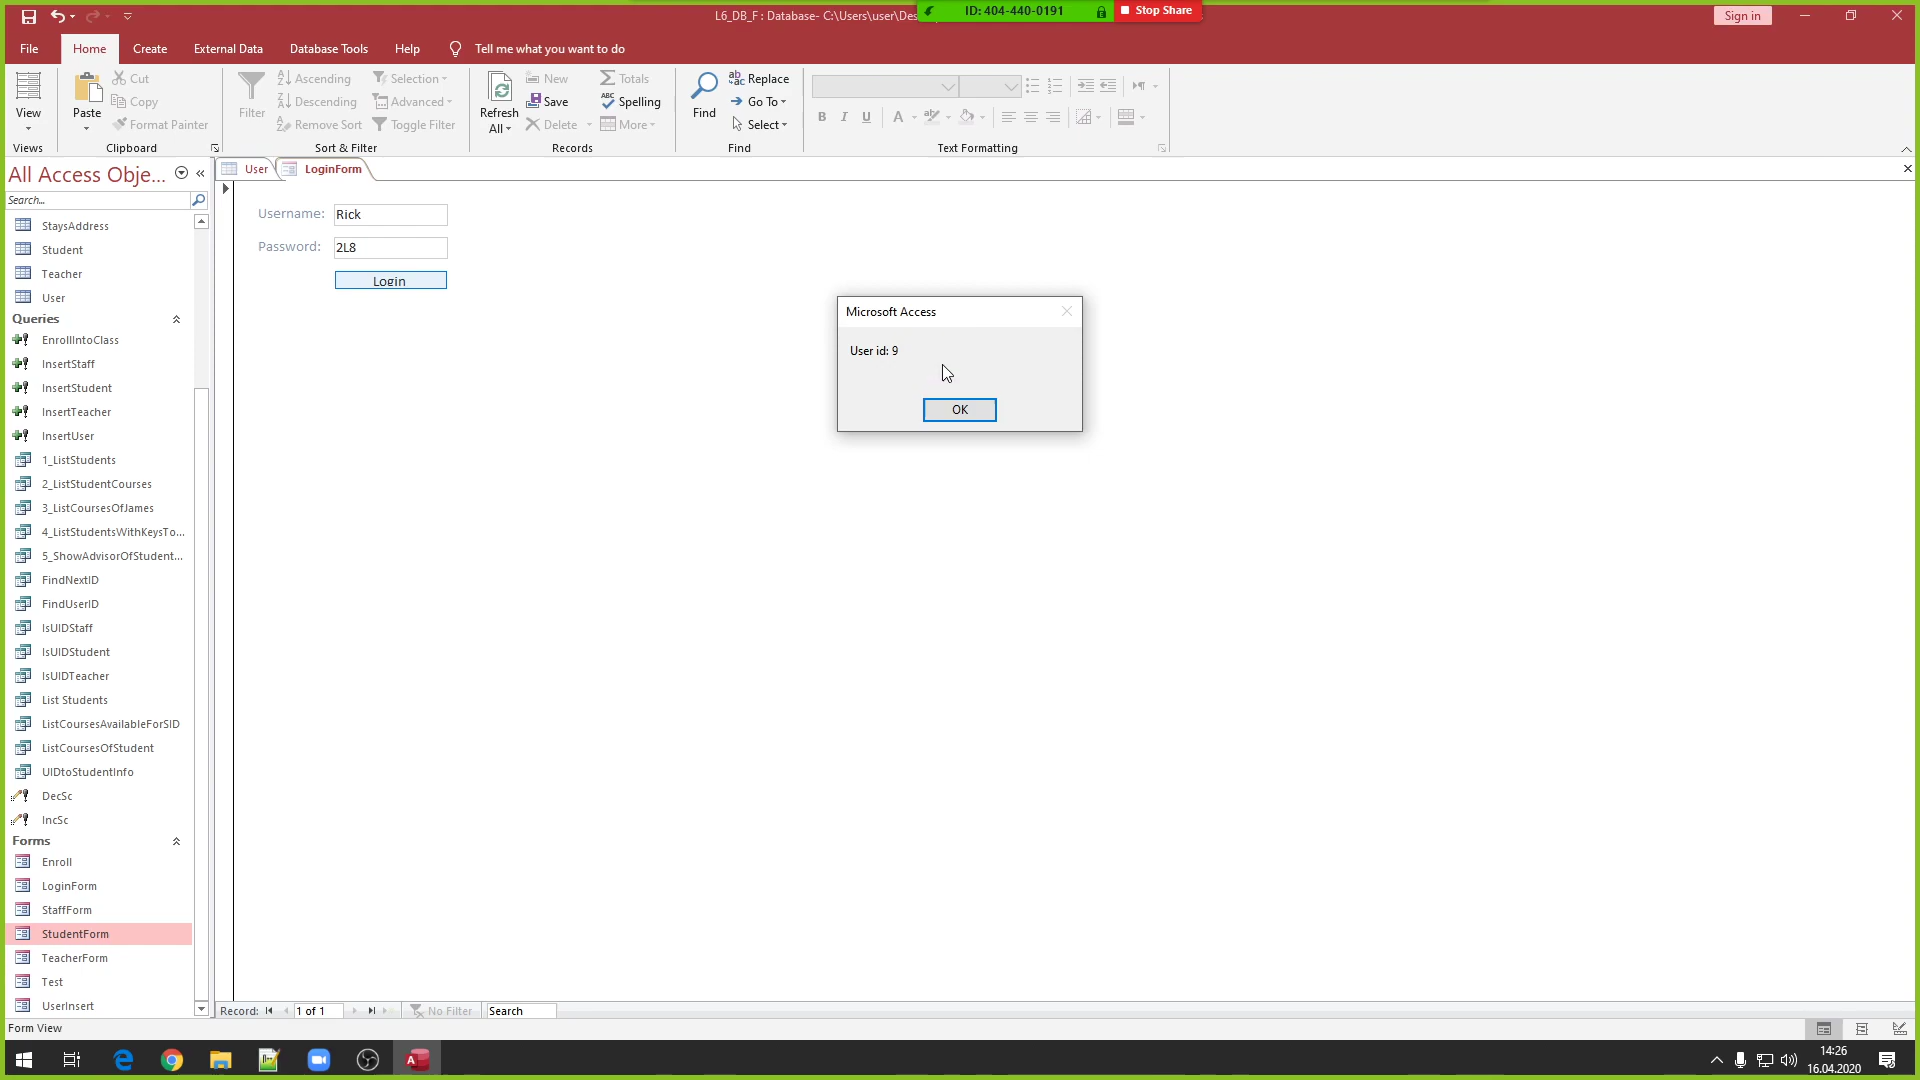 L6_DB_F : Database- C:\Users\user\Des
ID: 404-440-0191
Stop Share
Sign in
File
Home
Create
External Data
Database Tools
Help
Tell me what you want to do
View
Views
Paste
Cut
Copy
Format Painter
Clipboard
Filter
Ascending
Descending
Remove Sort
Selection
Advanced
Toggle Filter
Sort & Filter
Refresh
All
New
Save
Delete
Totals
Spelling
More
Records
Find
Replace
Go To
Select
Find
B I U
A
Text Formatting
All Access Obje...
Search...
StaysAddress
Student
Teacher
User
Queries
EnrollIntoClass
InsertStaff
InsertStudent
InsertTeacher
InsertUser
1_ListStudents
2_ListStudentCourses
3_ListCoursesOfJames
4_ListStudentsWithKeysTo...
5_ShowAdvisorOfStudent...
FindNextID
FindUserID
IsUIDStaff
IsUIDStudent
IsUIDTeacher
List Students
ListCoursesAvailableForSID
ListCoursesOfStudent
UIDtoStudentInfo
DecSc
IncSc
Forms
Enroll
LoginForm
StaffForm
StudentForm
TeacherForm
Test
UserInsert
User
LoginForm
Username:
Rick
Password:
2L8
Login
Microsoft Access
User id: 9
OK
Record:
1 of 1
No Filter
Search
Form View
14:26
16.04.2020